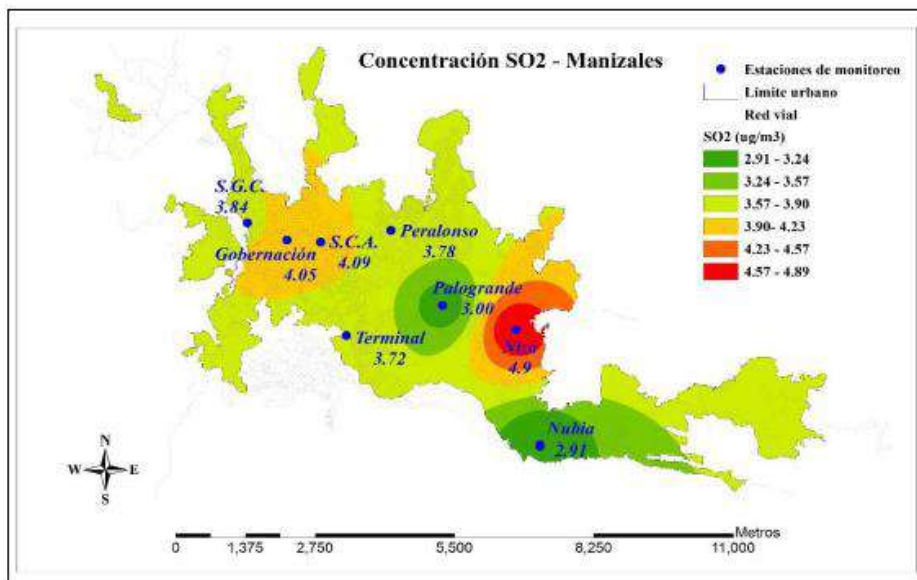 Concentración SO2 - Manizales
Estaciones de monitoreo
Límite urbano
Red vial
SO2 (ug/m3)
2.91 - 3.24
3.24 - 3.57
3.57 - 3.90
3.90- 4.23
4.23 - 4.57
4.57 - 4.89
S.G.C.
3.84
Gobernación
4.05
S.C.A.
4.09
Peralonso
3.78
Palogrande
3.00
Terminal
3.72
Niza
4.9
Nubia
2.91
N
W E
S
Metros
0 1,375 2,750 5,500 8,250 11,000